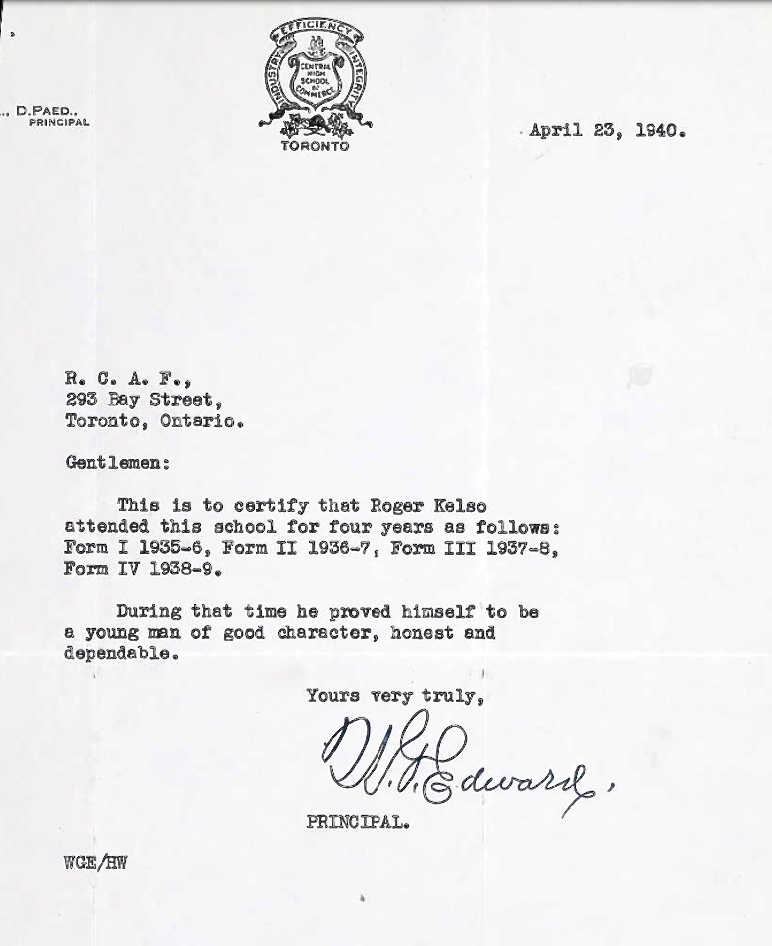 EFFICIENCY
INDUSTRY
INTEGRITY
CENTRAL
HIGH
SCHOOL
OF
COMMERCE
TORONTO
., D.PAED.,
PRINCIPAL
April 23, 1940.
R. C. A. F.,
293 Bay Street,
Toronto, Ontario.
Gentlemen:
This is to certify that Roger Kelso
attended this school for four years as follows:
Form I 1935-6, Form II 1936-7, Form III 1937-8,
Form IV 1938-9.
During that time he proved himself to be
a young man of good character, honest and
dependable.
Yours very truly,
W.G. Edward.
PRINCIPAL.
WGE/HW